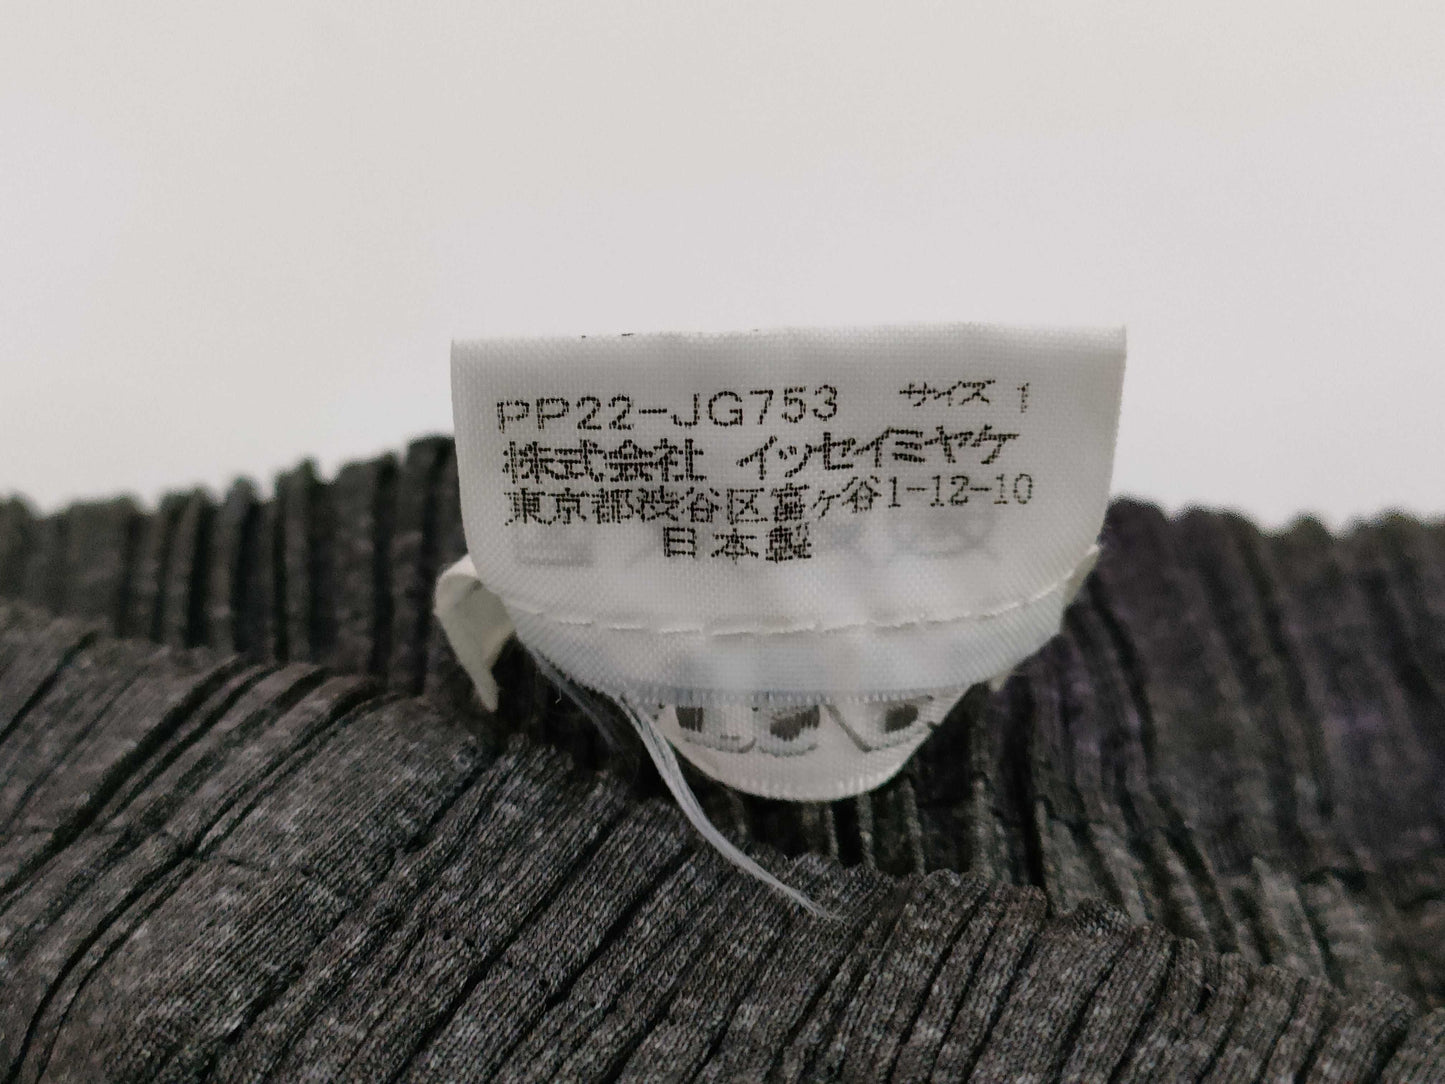 PP22-JG753 サイズ 1
株式会社 イッセイミヤケ
東京都渋谷区富ヶ谷1-12-10
日本製